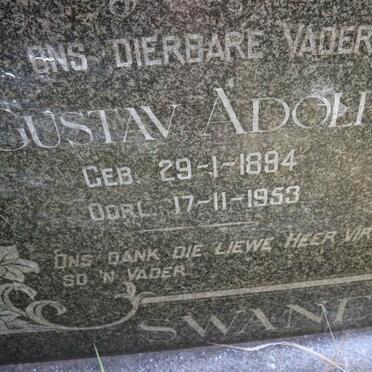 ONS DIERBARE VADER
GUSTAV ADOLF
GEB. 29-1-1894
OORL. 17-11-1953
ONS DANK DIE LIEWE HEER VIR
SO 'N VADER
SWANE